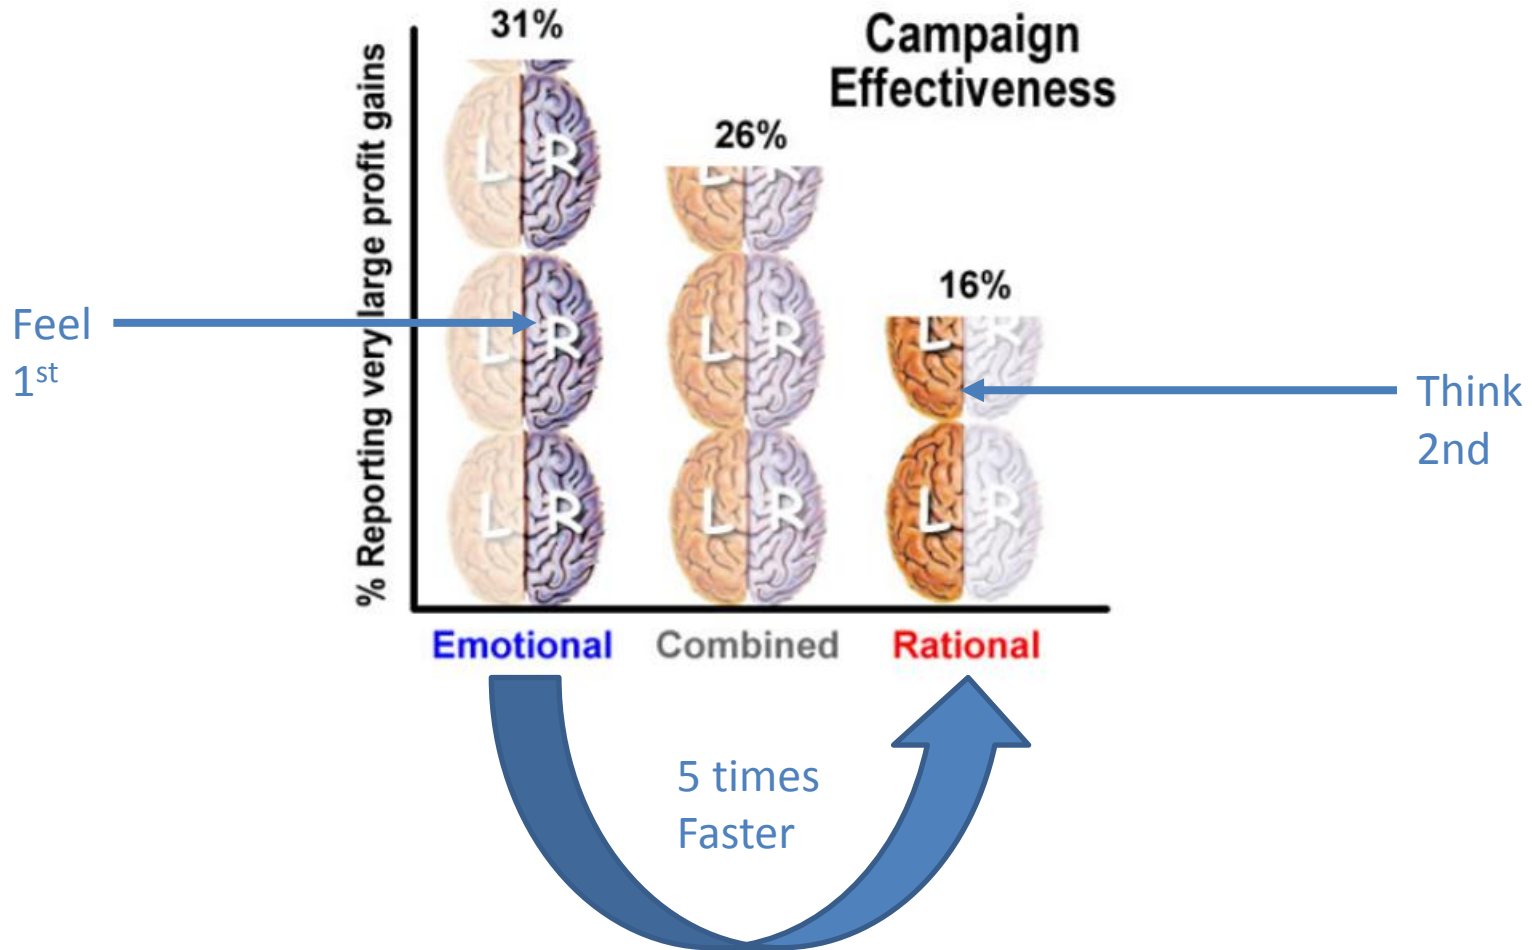 Campaign
Effectiveness
% Reporting very large profit gains
31%
26%
16%
L R
L R
L R
L R
L R
L R
L R
L R
Feel
1st
Think
2nd
Emotional
Combined
Rational
5 times
Faster